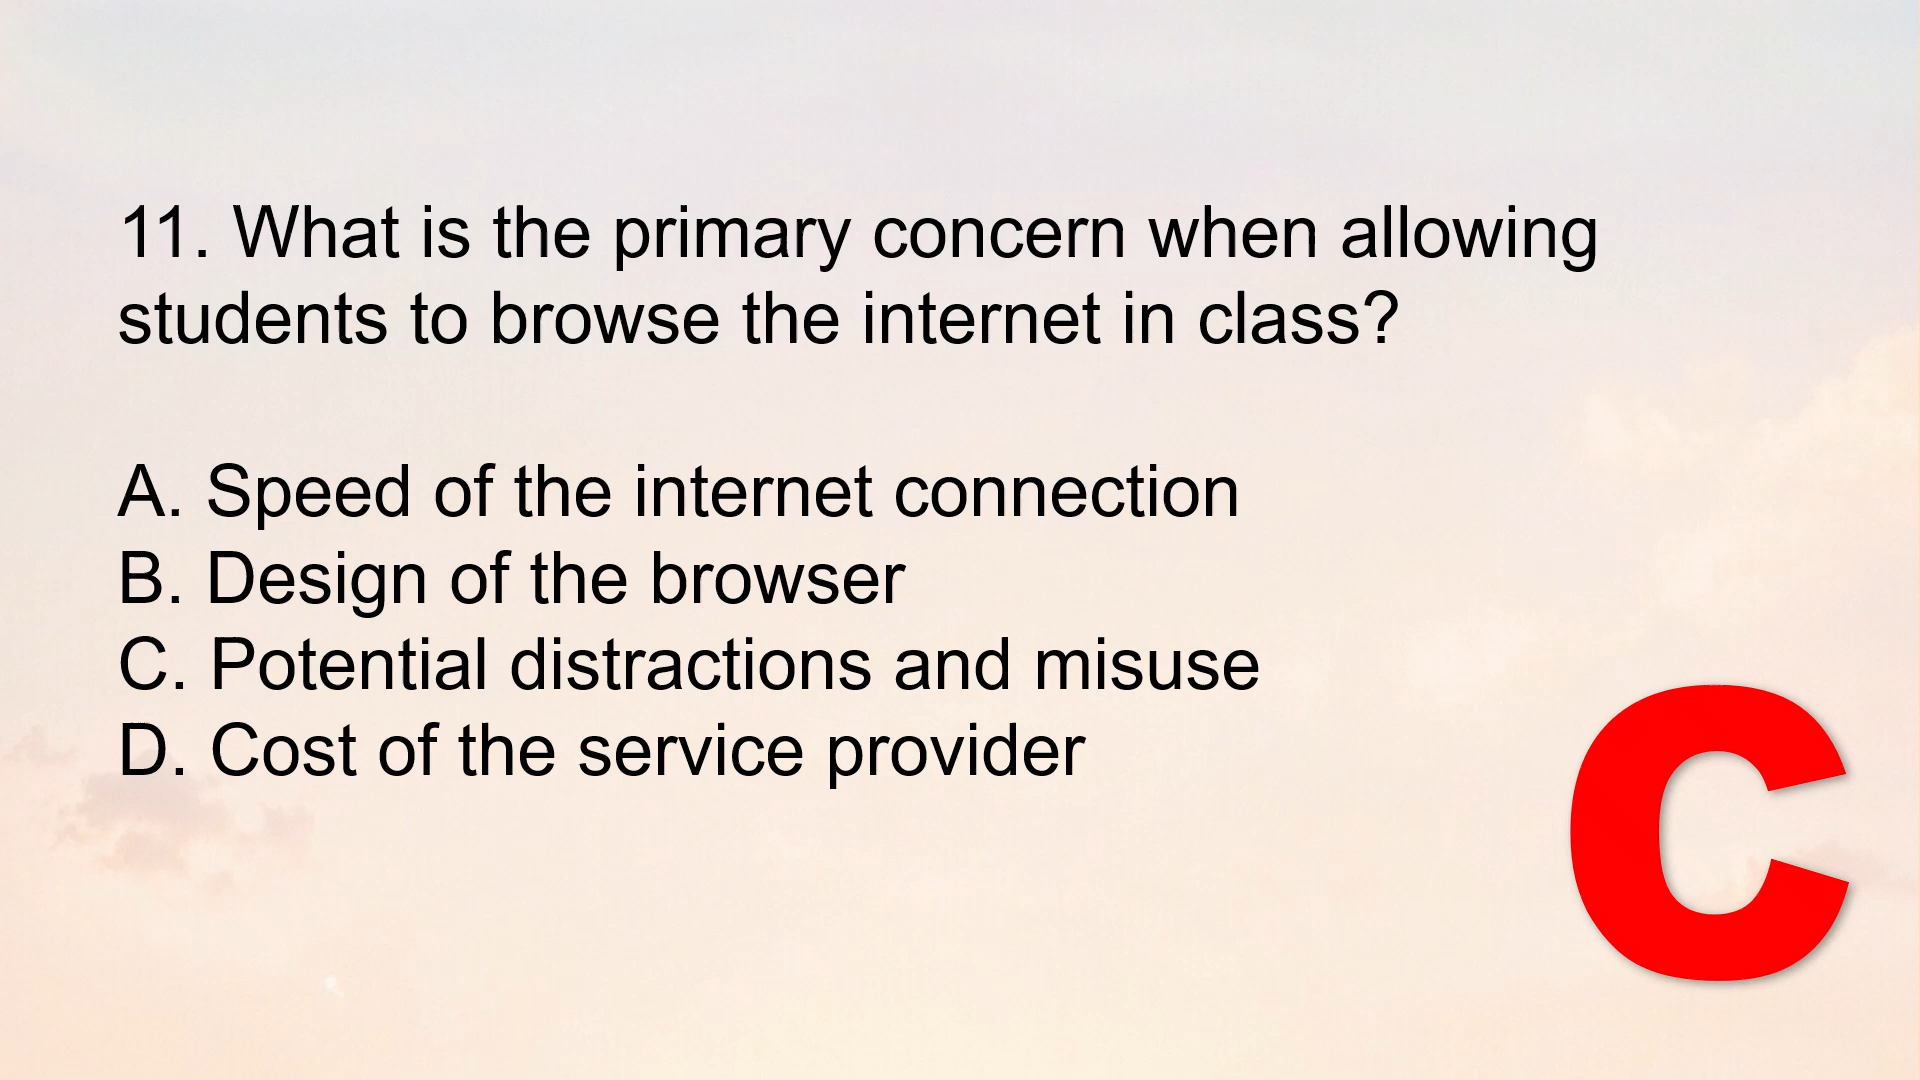 11. What is the primary concern when allowing
students to browse the internet in class?
A. Speed of the internet connection
B. Design of the browser
C. Potential distractions and misuse
D. Cost of the service provider
C